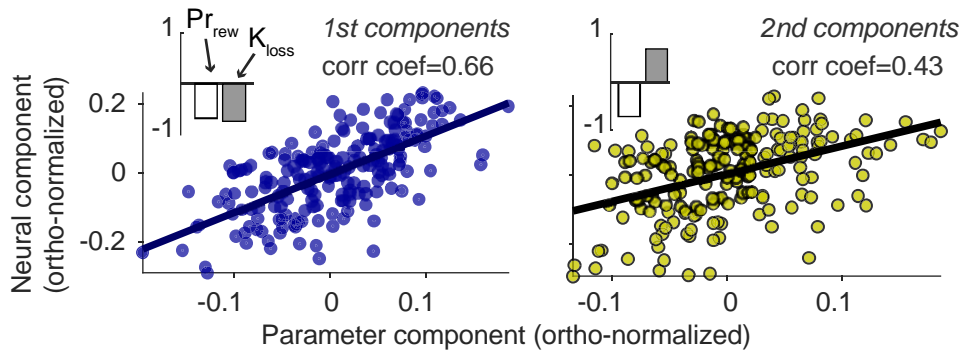 Pr_rew
K_loss
1
-1
1st components
corr coef=0.66
1
-1
2nd components
corr coef=0.43
Neural component
(ortho-normalized)
0.2
0
-0.2
-0.1
0
0.1
-0.1
0
0.1
Parameter component (ortho-normalized)